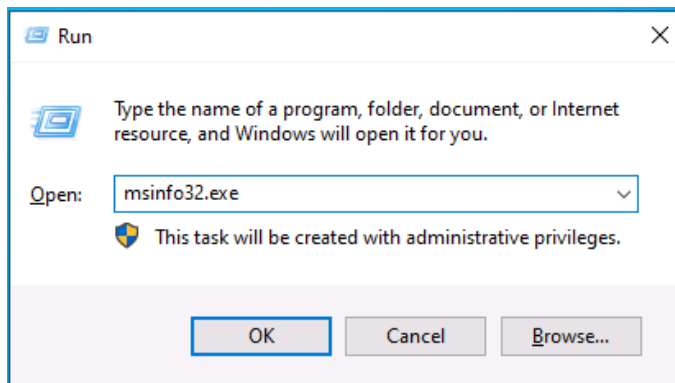 Run
Type the name of a program, folder, document, or Internet
resource, and Windows will open it for you.
Open: msinfo32.exe
This task will be created with administrative privileges.
OK Cancel Browse...